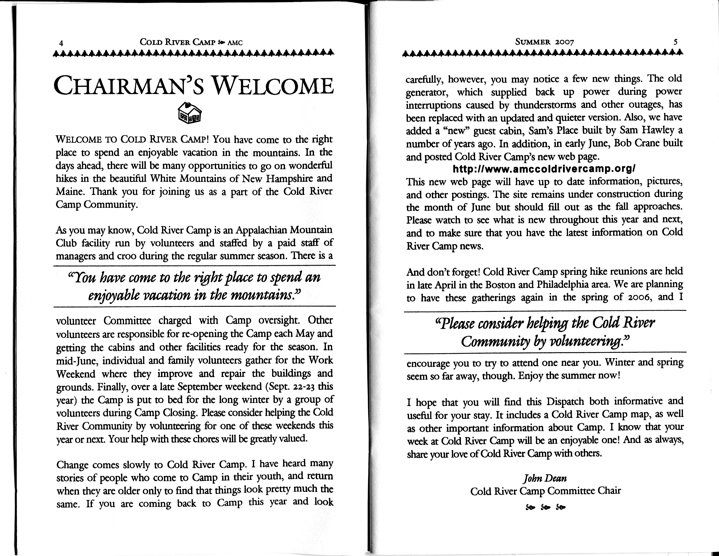 4 COLD RIVER CAMP AMC
CHAIRMAN'S WELCOME
WELCOME TO COLD RIVER CAMP! You have come to the right
place to spend an enjoyable vacation in the mountains. In the
days ahead, there will be many opportunities to go on wonderful
hikes in the beautiful White Mountains of New Hampshire and
Maine. Thank you for joining us as a part of the Cold River
Camp Community.
As you may know, Cold River Camp is an Appalachian Mountain
Club facility run by volunteers and staffed by a paid staff of
managers and croo during the regular summer season. There is a
"You have come to the right place to spend an
enjoyable vacation in the mountains."
volunteer Committee charged with Camp oversight. Other
volunteers are responsible for re-opening the Camp each May and
getting the cabins and other facilities ready for the season. In
mid-June, individual and family volunteers gather for the Work
Weekend where they improve and repair the buildings and
grounds. Finally, over a late September weekend (Sept. 22-23 this
year) the Camp is put to bed for the long winter by a group of
volunteers during Camp Closing. Please consider helping the Cold
River Community by volunteering for one of these weekends this
year or next. Your help with these chores will be greatly valued.
Change comes slowly to Cold River Camp. I have heard many
stories of people who come to Camp in their youth, and return
when they are older only to find that things look pretty much the
same. If you are coming back to Camp this year and look
SUMMER 2007 5
carefully, however, you may notice a few new things. The old
generator, which supplied back up power during power
interruptions caused by thunderstorms and other outages, has
been replaced with an updated and quieter version. Also, we have
added a "new" guest cabin, Sam's Place built by Sam Hawley a
number of years ago. In addition, in early June, Bob Crane built
and posted Cold River Camp's new web page.
http://www.amccoldrivercamp.org/
This new web page will have up to date information, pictures,
and other postings. The site remains under construction during
the month of June but should fill out as the fall approaches.
Please watch to see what is new throughout this year and next,
and to make sure that you have the latest information on Cold
River Camp news.
And don't forget! Cold River Camp spring hike reunions are held
in late April in the Boston and Philadelphia area. We are planning
to have these gatherings again in the spring of 2006, and I
"Please consider helping the Cold River
Community by volunteering."
encourage you to try to attend one near you. Winter and spring
seem so far away, though. Enjoy the summer now!
I hope that you will find this Dispatch both informative and
useful for your stay. It includes a Cold River Camp map, as well
as other important information about Camp. I know that your
week at Cold River Camp will be an enjoyable one! And as always,
share your love of Cold River Camp with others.
John Dean
Cold River Camp Committee Chair